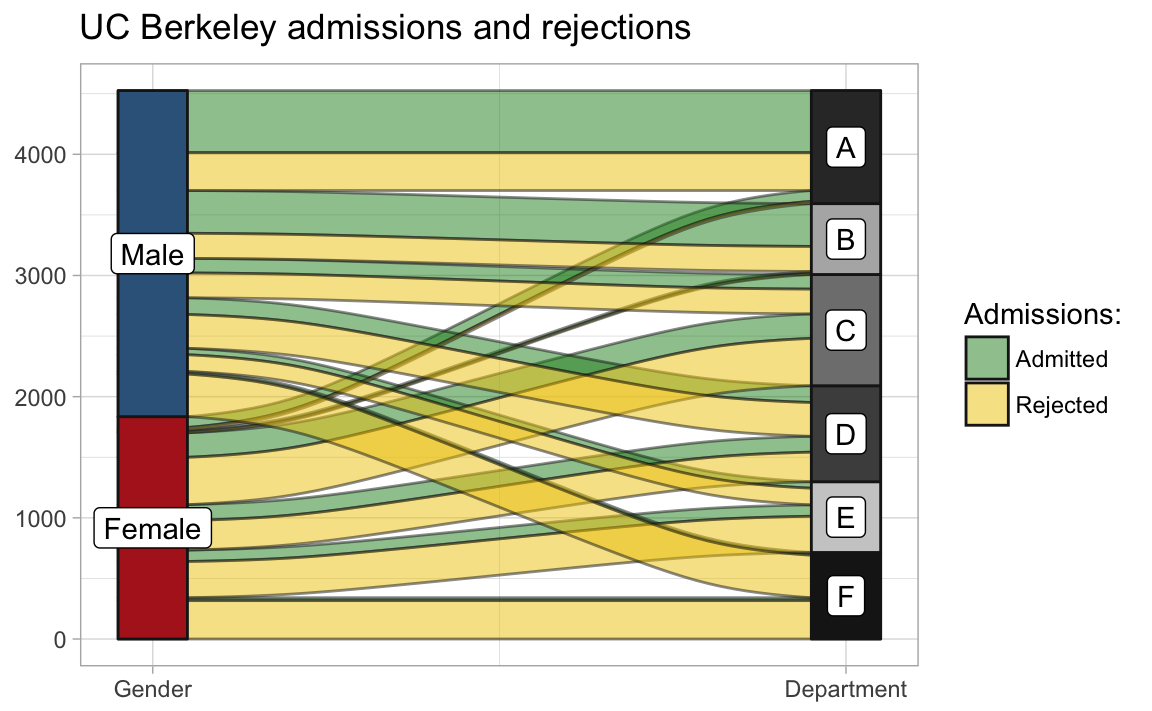 UC Berkeley admissions and rejections
4000
3000
2000
1000
0
Male
Female
A
B
C
D
E
F
Gender
Department
Admissions:
Admitted
Rejected